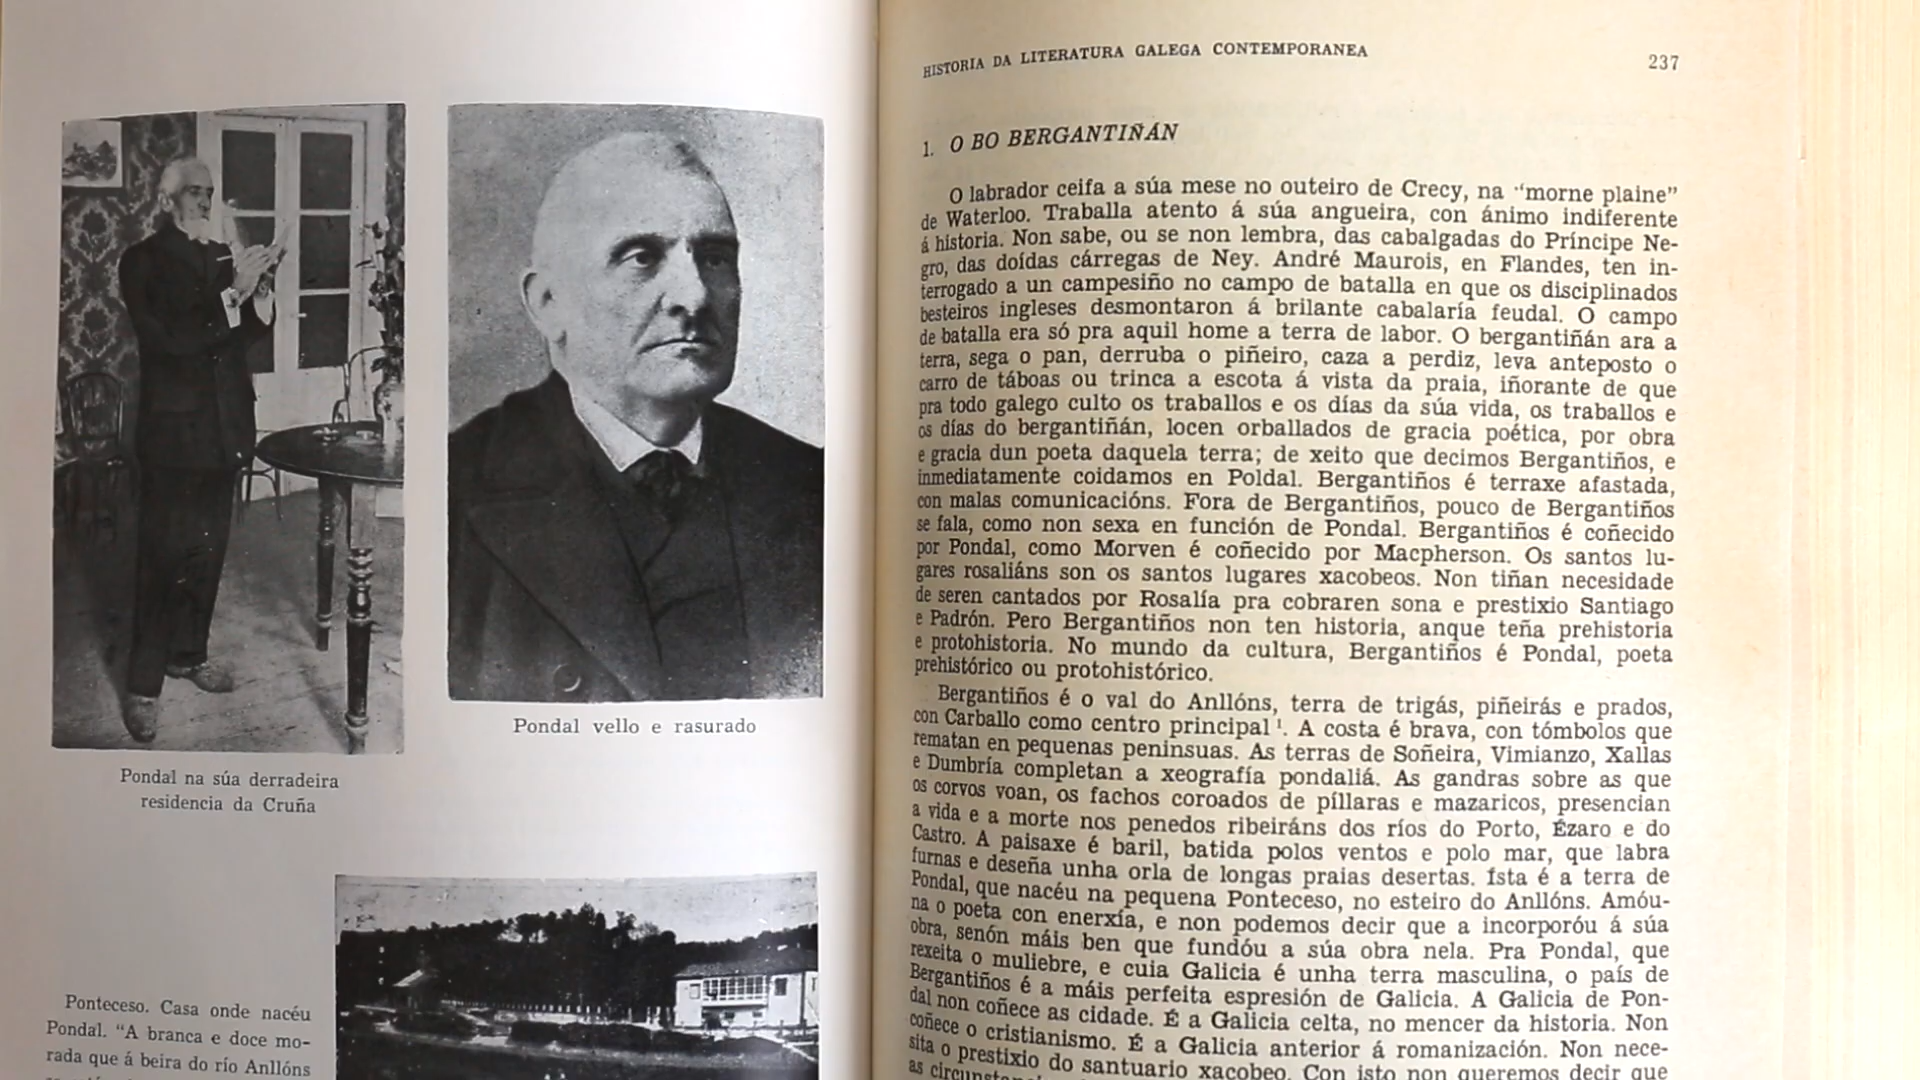 Pondal na súa derradeira
residencia da Cruña
Pondal vello e rasurado
Ponteceso. Casa onde nacéu
Pondal. “A branca e doce mo-
rada que á beira do río Anllóns
HISTORIA DA LITERATURA GALEGA CONTEMPORANEA
237
1. O BO BERGANTIÑÁN
O labrador ceifa a súa mese no outeiro de Crecy, na “morne plaine”
de Waterloo. Traballa atento á súa angueira, con ánimo indiferente
á historia. Non sabe, ou se non lembra, das cabalgadas do Príncipe Ne-
gro, das doídas cárregas de Ney. André Maurois, en Flandes, ten in-
terrogado a un campesiño no campo de batalla en que os disciplinados
besteiros ingleses desmontaron á brilante cabalaría feudal. O campo
de batalla era só pra aquil home a terra de labor. O bergantiñán ara a
terra, sega o pan, derruba o piñeiro, caza a perdiz, leva anteposto o
carro de táboas ou trinca a escota á vista da praia, iñorante de que
pra todo galego culto os traballos e os días da súa vida, os traballos e
os días do bergantiñán, locen orballados de gracia poética, por obra
e gracia dun poeta daquela terra; de xeito que decimos Bergantiños, e
inmediatamente coidamos en Poldal. Bergantiños é terraxe afastada,
con malas comunicacións. Fora de Bergantiños, pouco de Bergantiños
se fala, como non sexa en función de Pondal. Bergantiños é coñecido
por Pondal, como Morven é coñecido por Macpherson. Os santos lu-
gares rosaliáns son os santos lugares xacobeos. Non tiñan necesidade
de seren cantados por Rosalía pra cobraren sona e prestixio Santiago
e Padrón. Pero Bergantiños non ten historia, anque teña prehistoria
e protohistoria. No mundo da cultura, Bergantiños é Pondal, poeta
prehistórico ou protohistórico.
Bergantiños é o val do Anllóns, terra de trigás, piñeirás e prados,
con Carballo como centro principal ¹. A costa é brava, con tómbolos que
rematan en pequenas peninsuas. As terras de Soñeira, Vimianzo, Xallas
e Dumbría completan a xeografía pondaliá. As gandras sobre as que
os corvos voan, os fachos coroados de píllaras e mazaricos, presencian
a vida e a morte nos penedos ribeiráns dos ríos do Porto, Ézaro e do
Castro. A paisaxe é baril, batida polos ventos e polo mar, que labra
furnas e deseña unha orla de longas praias desertas. Ista é a terra de
Pondal, que nacéu na pequena Ponteceso, no esteiro do Anllóns. Amóu-
na o poeta con enerxía, e non podemos decir que a incorporóu á súa
obra, senón máis ben que fundóu a súa obra nela. Pra Pondal, que
rexeita o muliebre, e cuia Galicia é unha terra masculina, o país de
Bergantiños é a máis perfeita espresión de Galicia. A Galicia de Pon-
dal non coñece as cidade. É a Galicia celta, no mencer da historia. Non
coñece o cristianismo. É a Galicia anterior á romanización. Non nece-
sita o prestixio do santuario xacobeo. Con isto non queremos decir que